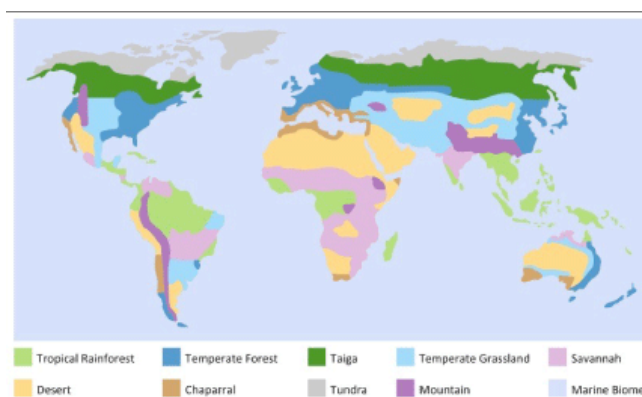 Tropical Rainforest Temperate Forest Taiga Temperate Grassland Savannah
Desert Chaparral Tundra Mountain Marine Biome